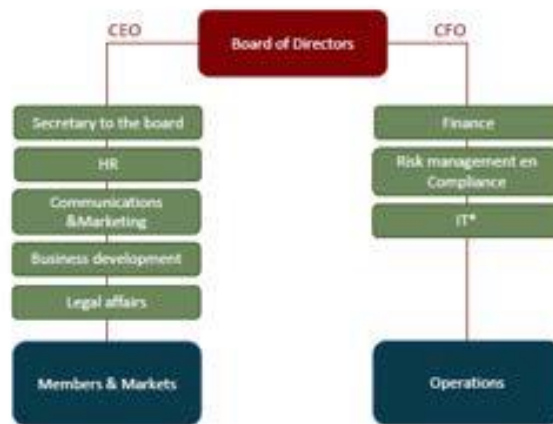 CEO
Board of Directors
CFO
Secretary to the board
HR
Communications
&Marketing
Business development
Legal affairs
Members & Markets
Finance
Risk management en
Compliance
IT*
Operations